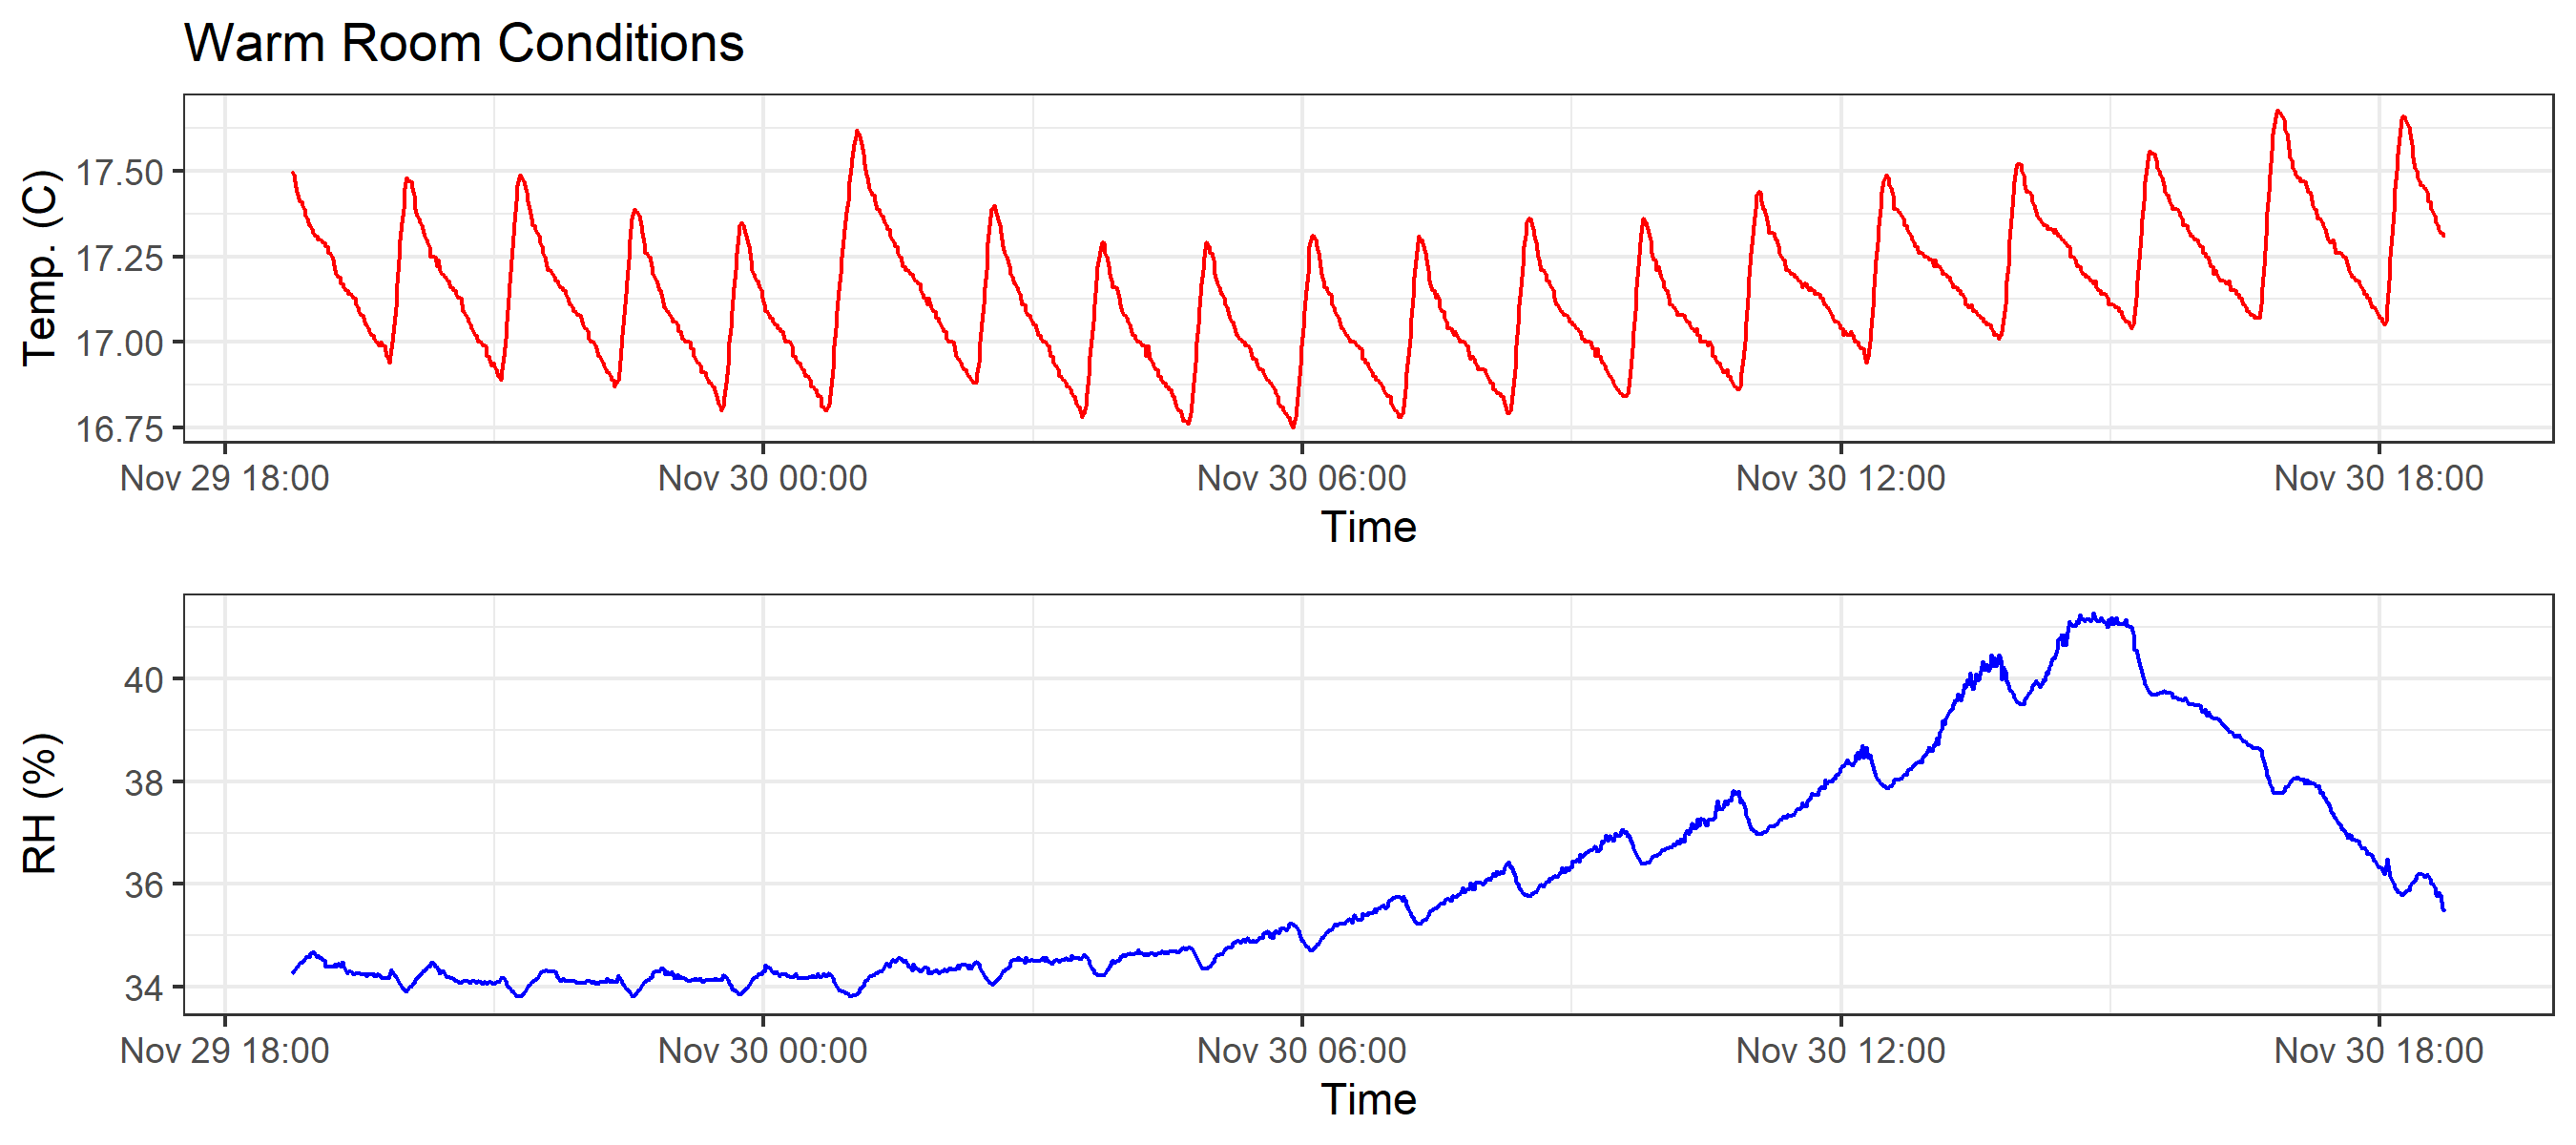 Warm Room Conditions
Temp. (C)
17.50
17.25
17.00
16.75
Nov 29 18:00 Nov 30 00:00 Nov 30 06:00 Nov 30 12:00 Nov 30 18:00
Time
RH (%)
40
38
36
34
Nov 29 18:00 Nov 30 00:00 Nov 30 06:00 Nov 30 12:00 Nov 30 18:00
Time